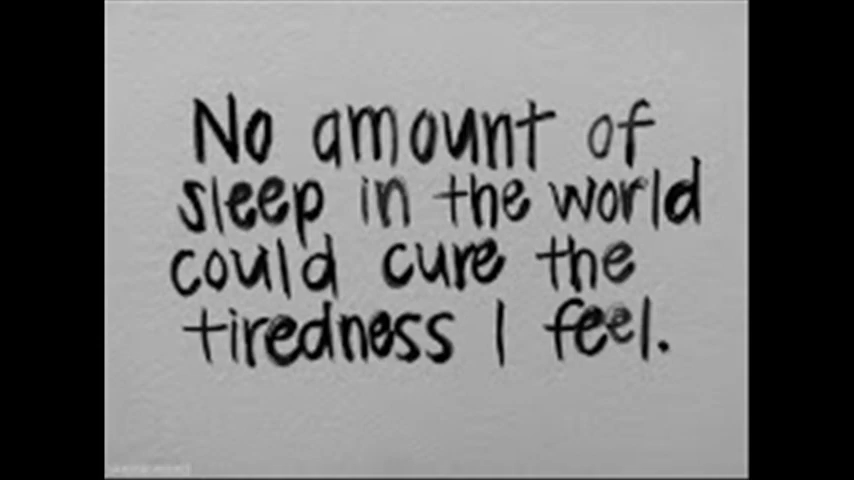 No amount of
sleep in the world
could cure the
tiredness I feel.